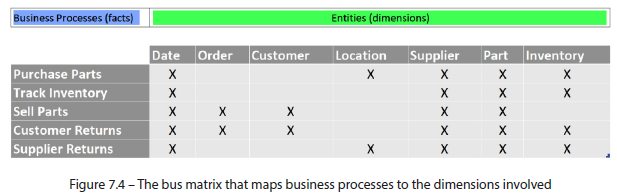 Business Processes (facts) Entities (dimensions)
Date Order Customer Location Supplier Part Inventory
Purchase Parts X X X X X
Track Inventory X X X X
Sell Parts X X X X X
Customer Returns X X X X X X
Supplier Returns X X X X X
Figure 7.4 – The bus matrix that maps business processes to the dimensions involved